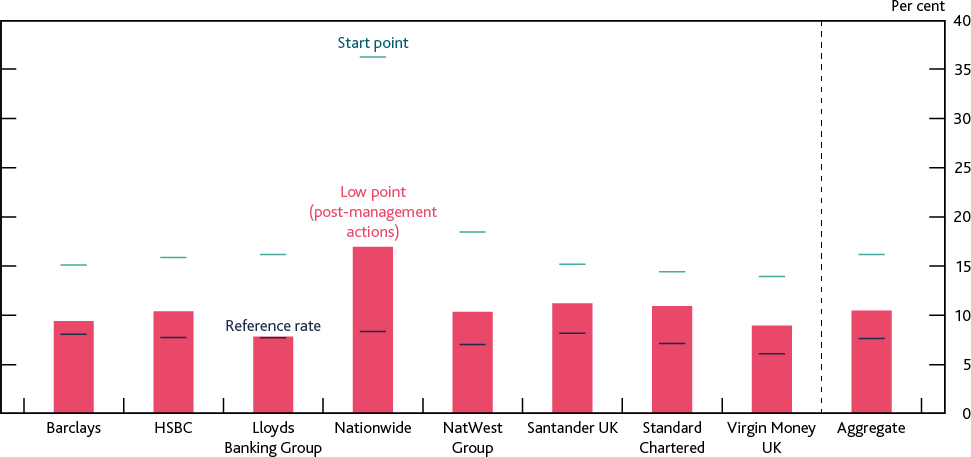 Per cent
40
35
30
25
20
15
10
5
0
Start point
Low point
(post-management
actions)
Reference rate
Barclays
HSBC
Lloyds
Banking Group
Nationwide
NatWest
Group
Santander UK
Standard
Chartered
Virgin Money
UK
Aggregate